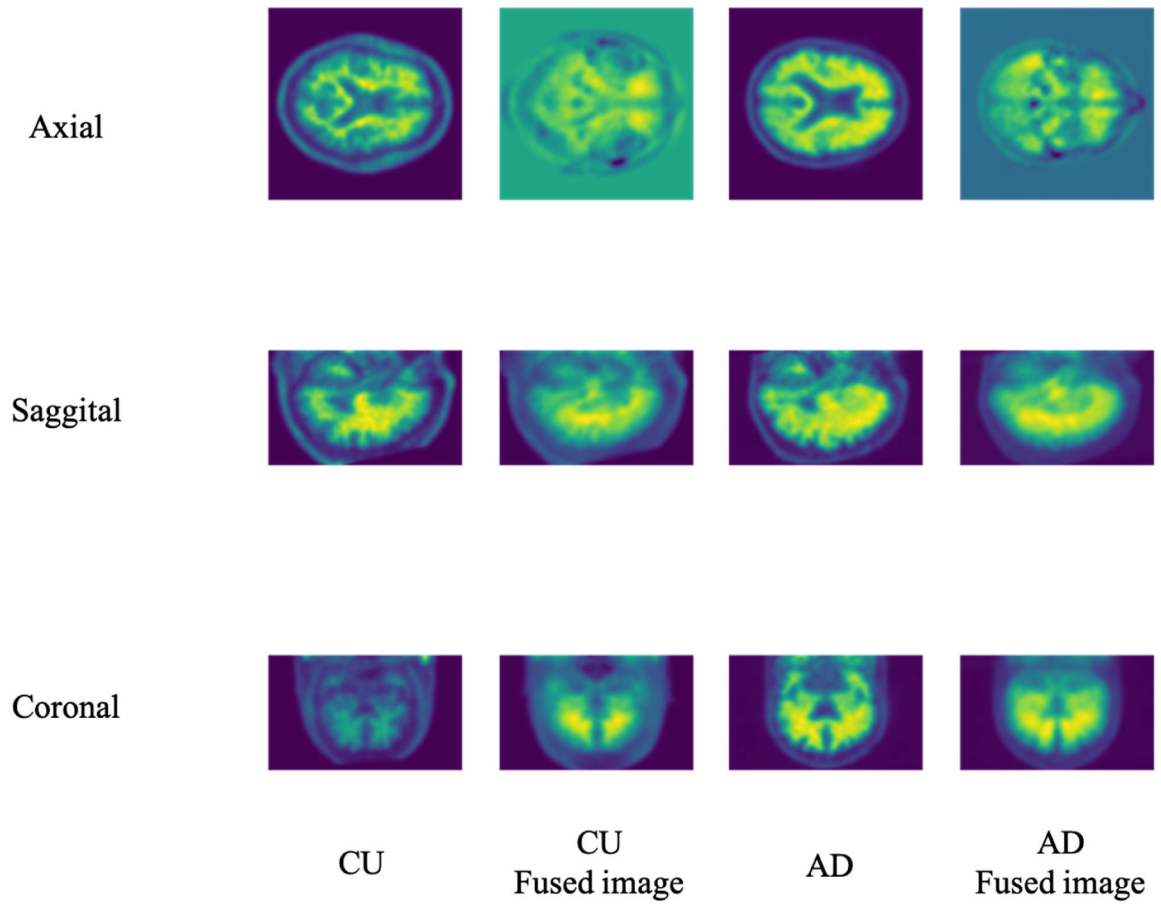 Axial
Saggital
Coronal
CU
CU
Fused image
AD
AD
Fused image